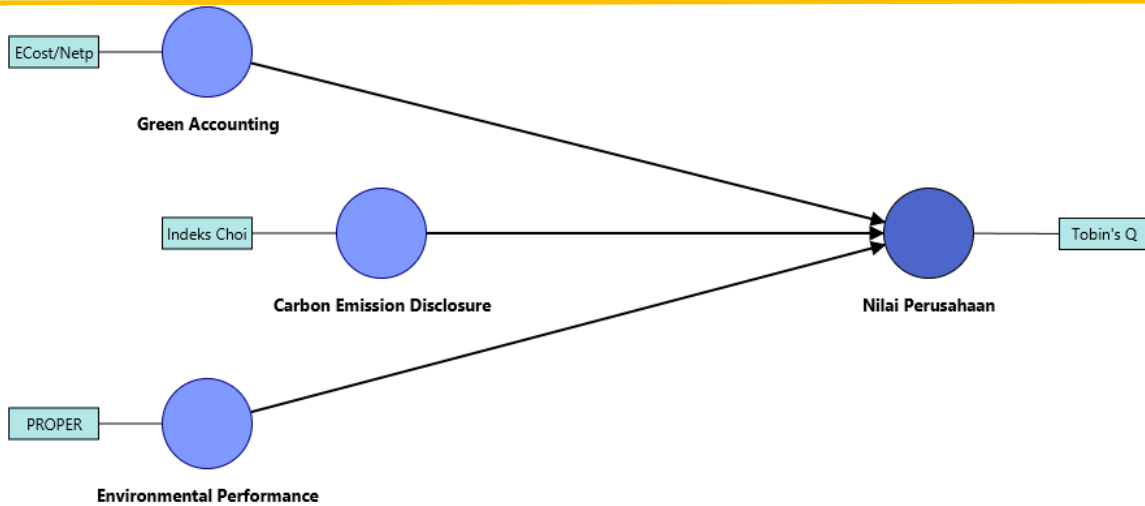 ECost/Netp
Green Accounting
Indeks Choi
Carbon Emission Disclosure
Nilai Perusahaan
Tobin's Q
PROPER
Environmental Performance